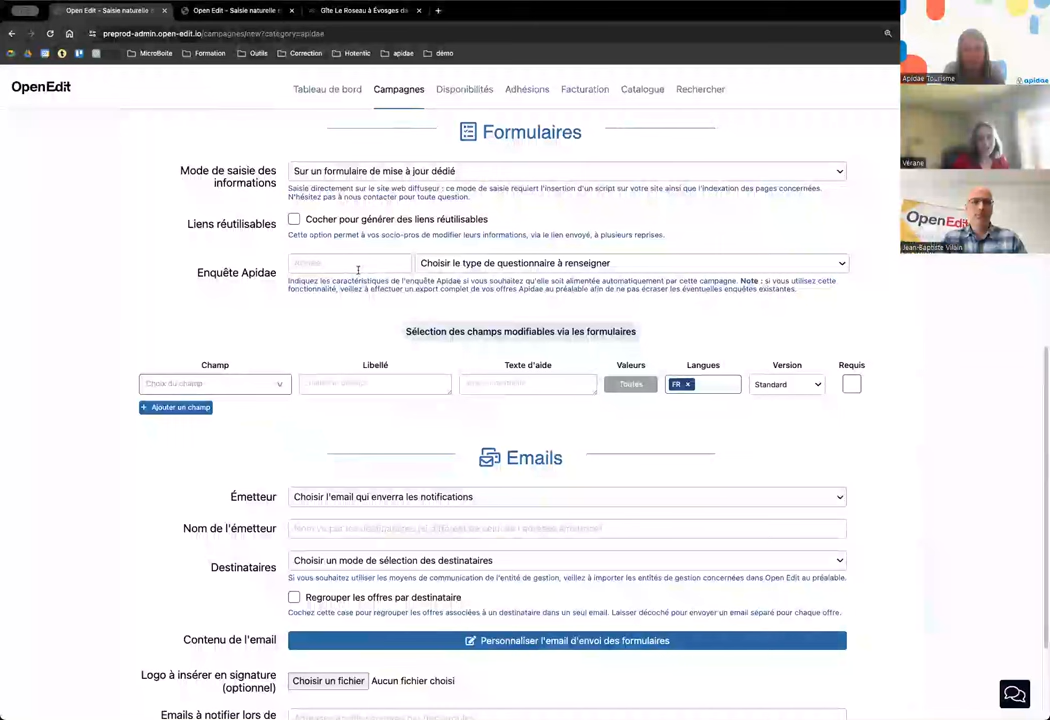 Open Edit - Saisie naturelle
Open Edit - Saisie naturelle
Gîte Le Roseau à Évosges da
preprod-admin.open-edit.io/campagnes/new?category=apidae
MicroBoite
Formation
Outils
Correction
Hotentic
apidae
démo
OpenEdit
Tableau de bord
Campagnes
Disponibilités
Adhésions
Facturation
Catalogue
Rechercher
Apidae Tourisme
apidae
Vérane
OpenEdit
Jean-Baptiste Vilain
Formulaires
Mode de saisie des
informations
Sur un formulaire de mise à jour dédié
Saisie directement sur le site web diffuseur : ce mode de saisie requiert l'insertion d'un script sur votre site ainsi que l'indexation des pages concernées.
N'hésitez pas à nous contacter pour toute question.
Liens réutilisables
Cocher pour générer des liens réutilisables
Cette option permet à vos socio-pros de modifier leurs informations, via le lien envoyé, à plusieurs reprises.
Enquête Apidae
Année
Choisir le type de questionnaire à renseigner
Indiquez les caractéristiques de l'enquête Apidae si vous souhaitez qu'elle soit alimentée automatiquement par cette campagne. Note : si vous utilisez cette
fonctionnalité, veillez à effectuer un export complet de vos offres Apidae au préalable afin de ne pas écraser les éventuelles enquêtes existantes.
Sélection des champs modifiables via les formulaires
Champ
Libellé
Texte d'aide
Valeurs
Langues
Version
Requis
Choix du champ
Toutes
FR x
Standard
+ Ajouter un champ
Emails
Émetteur
Choisir l'email qui enverra les notifications
Nom de l'émetteur
Destinataires
Choisir un mode de sélection des destinataires
Si vous souhaitez utiliser les moyens de communication de l'entité de gestion, veillez à importer les entités de gestion concernées dans Open Edit au préalable.
Regrouper les offres par destinataire
Cochez cette case pour regrouper les offres associées à un destinataire dans un seul email. Laisser décoché pour envoyer un email séparé pour chaque offre.
Contenu de l'email
Personnaliser l'email d'envoi des formulaires
Logo à insérer en signature
(optionnel)
Choisir un fichier
Aucun fichier choisi
Emails à notifier lors de